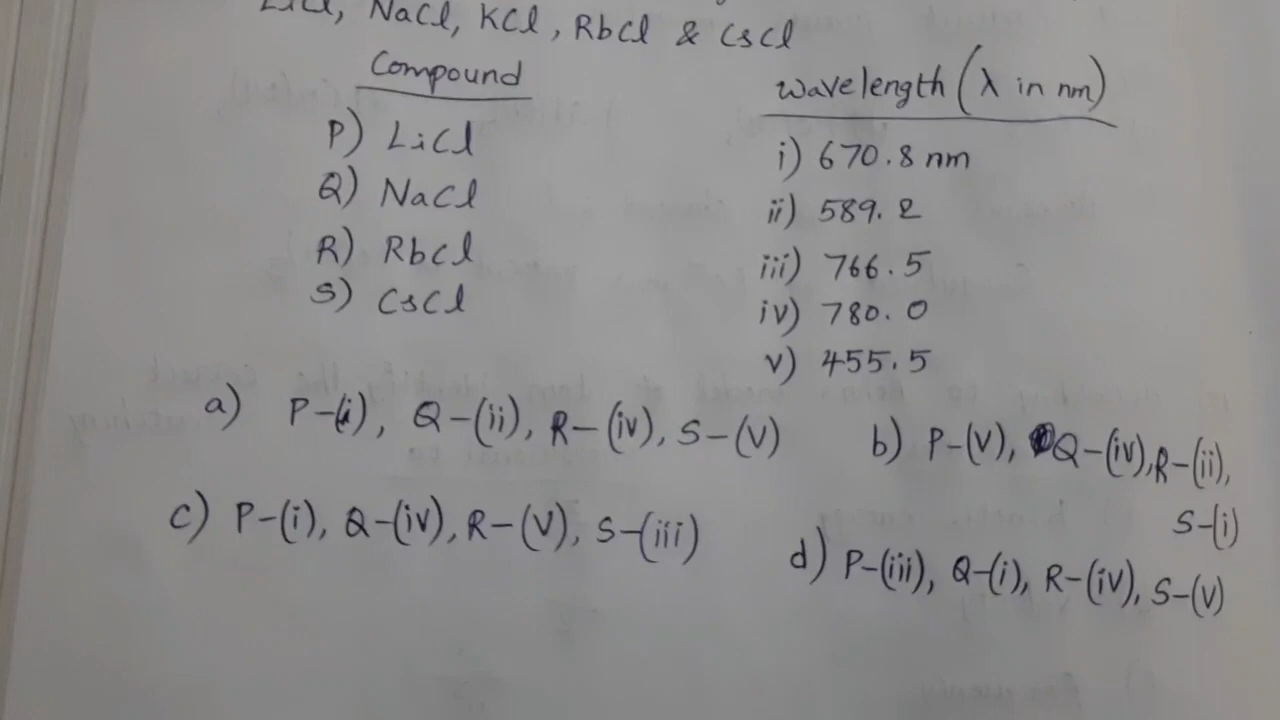 LiCl, NaCl, KCl, RbCl & CsCl
Compound wavelength (λ in nm)
P) LiCl i) 670.8 nm
Q) NaCl ii) 589.2
R) RbCl iii) 766.5
S) CsCl iv) 780.0
v) 455.5
a) P-(i), Q-(ii), R-(iv), S-(V) b) P-(V), Q-(iv), R-(ii),
S-(i)
c) P-(i), Q-(iv), R-(V), S-(iii)
d) P-(iii), Q-(i), R-(iv), S-(V)